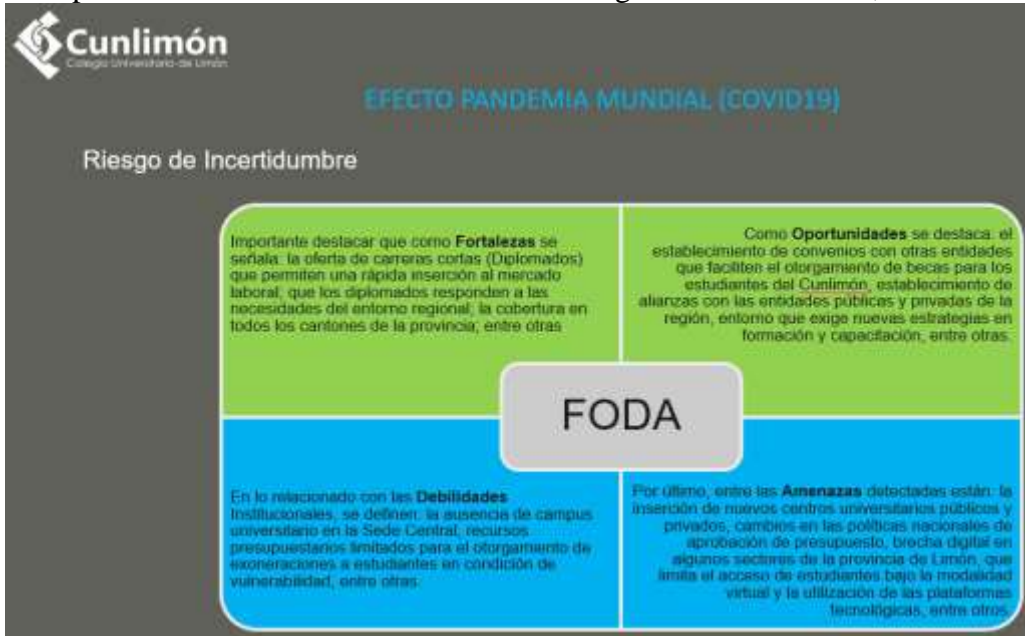 Cunlimón
Colegio Universitario de Limón
EFECTO PANDEMIA MUNDIAL (COVID19)
Riesgo de Incertidumbre
Importante destacar que como Fortalezas se
señala: la oferta de carreras cortas (Diplomados)
que permiten una rápida inserción al mercado
laboral; que los diplomados responden a las
necesidades del entorno regional; la cobertura en
todos los cantones de la provincia; entre otras
Como Oportunidades se destaca: el
establecimiento de convenios con otras entidades
que faciliten el otorgamiento de becas para los
estudiantes del Cunlimón, establecimiento de
alianzas con las entidades públicas y privadas de la
región, entorno que exige nuevas estrategias en
formación y capacitación, entre otras.
FODA
En lo relacionado con las Debilidades
Institucionales, se definen: la ausencia de campus
universitario en la Sede Central, recursos
presupuestarios limitados para el otorgamiento de
exoneraciones a estudiantes en condición de
vulnerabilidad, entre otras.
Por último, entre las Amenazas detectadas están: la
inserción de nuevos centros universitarios públicos y
privados, cambios en las políticas nacionales de
aprobación de presupuesto, brecha digital en
algunos sectores de la provincia de Limón, que
limita el acceso de estudiantes bajo la modalidad
virtual y la utilización de las plataformas
tecnológicas, entre otros.